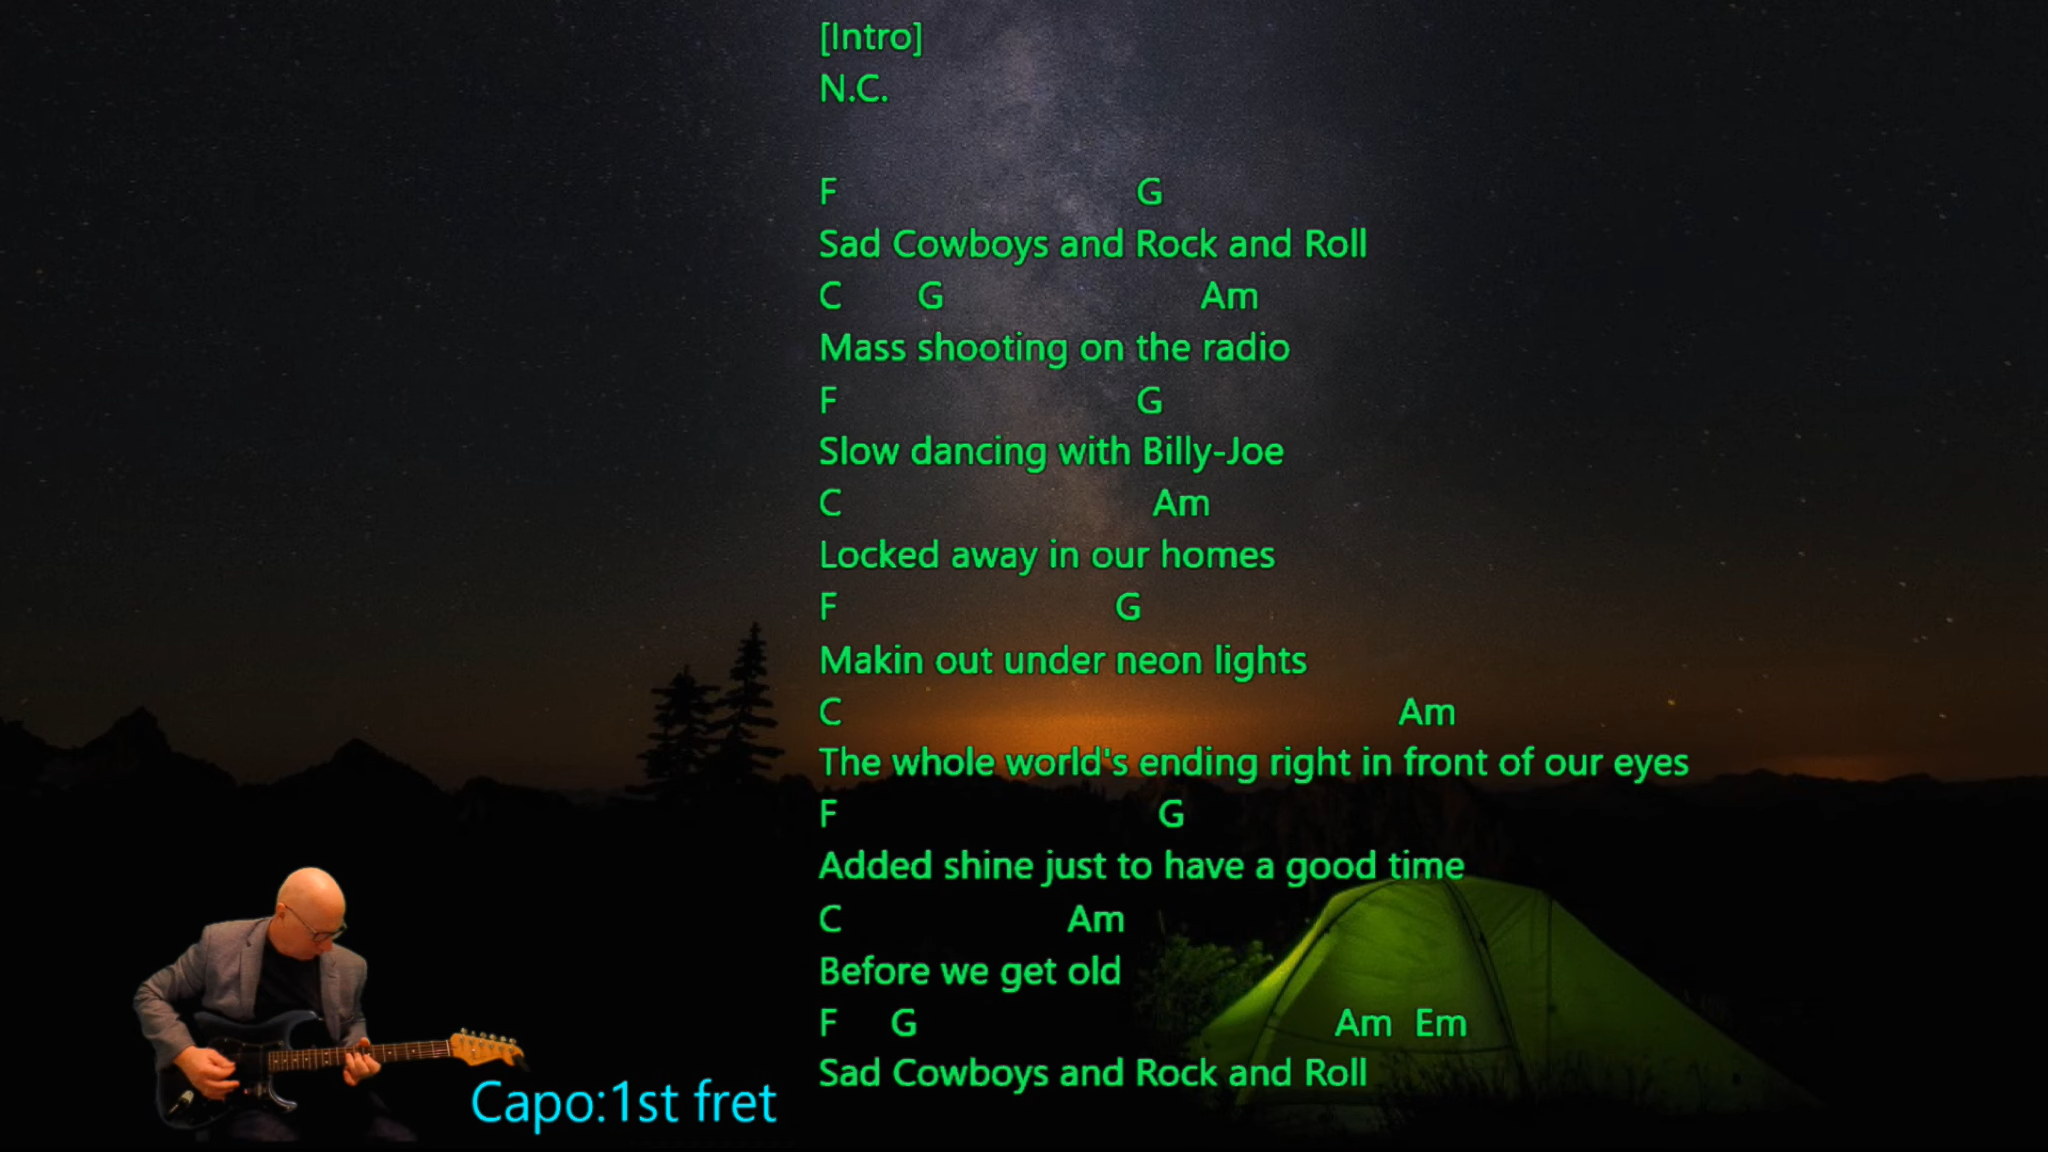 [Intro]
N.C.
F G
Sad Cowboys and Rock and Roll
C G Am
Mass shooting on the radio
F G
Slow dancing with Billy-Joe
C Am
Locked away in our homes
F G
Makin out under neon lights
C Am
The whole world's ending right in front of our eyes
F G
Added shine just to have a good time
C Am
Before we get old
F G Am Em
Sad Cowboys and Rock and Roll
Capo:1st fret